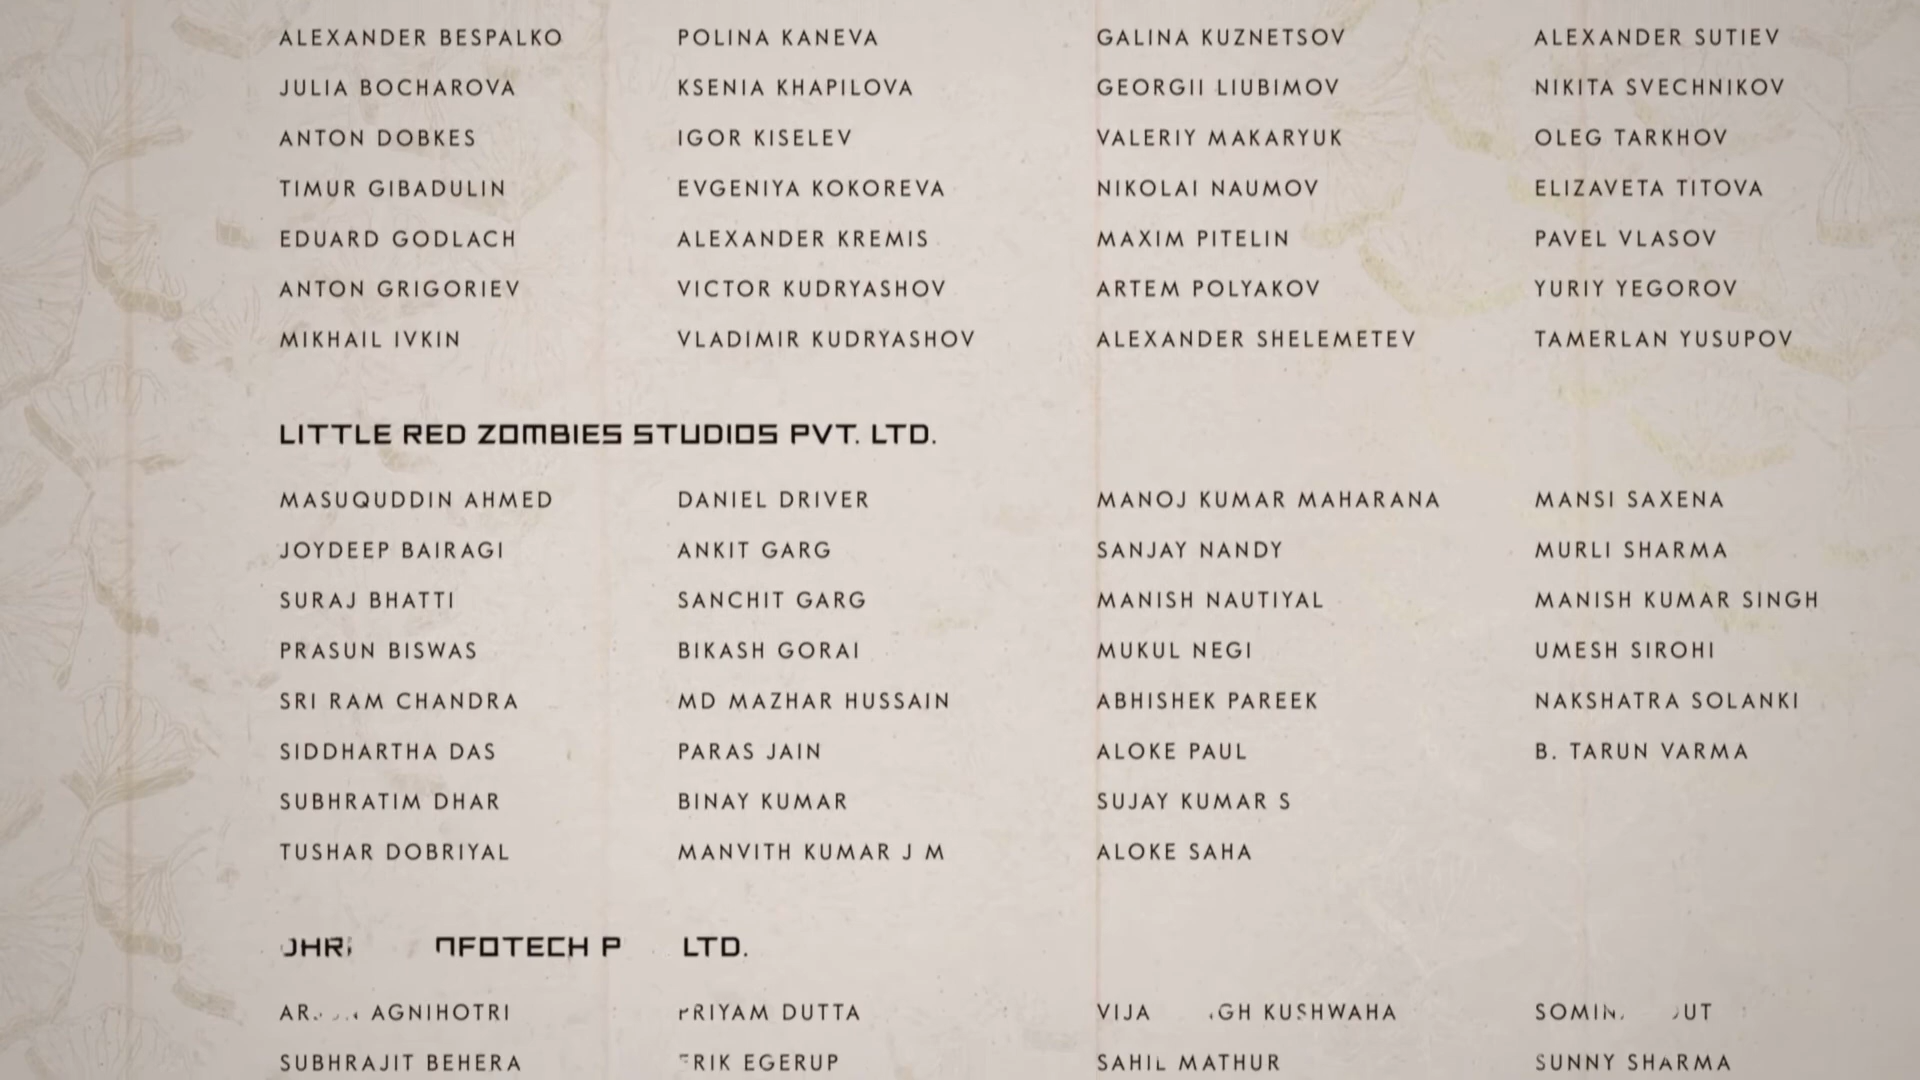 ALEXANDER BESPALKO POLINA KANEVA GALINA KUZNETSOV ALEXANDER SUTIEV
JULIA BOCHAROVA KSENIA KHAPILOVA GEORGII LIUBIMOV NIKITA SVECHNIKOV
ANTON DOBKES IGOR KISELEV VALERIY MAKARYUK OLEG TARKHOV
TIMUR GIBADULIN EVGENIYA KOKOREVA NIKOLAI NAUMOV ELIZAVETA TITOVA
EDUARD GODLACH ALEXANDER KREMIS MAXIM PITELIN PAVEL VLASOV
ANTON GRIGORIEV VICTOR KUDRYASHOV ARTEM POLYAKOV YURIY YEGOROV
MIKHAIL IVKIN VLADIMIR KUDRYASHOV ALEXANDER SHELEMETEV TAMERLAN YUSUPOV
LITTLE RED ZOMBIES STUDIOS PVT. LTD.
MASUQUDDIN AHMED DANIEL DRIVER MANOJ KUMAR MAHARANA MANSI SAXENA
JOYDEEP BAIRAGI ANKIT GARG SANJAY NANDY MURLI SHARMA
SURAJ BHATTI SANCHIT GARG MANISH NAUTIYAL MANISH KUMAR SINGH
PRASUN BISWAS BIKASH GORAI MUKUL NEGI UMESH SIROHI
SRI RAM CHANDRA MD MAZHAR HUSSAIN ABHISHEK PAREEK NAKSHATRA SOLANKI
SIDDHARTHA DAS PARAS JAIN ALOKE PAUL B. TARUN VARMA
SUBHRATIM DHAR BINAY KUMAR SUJAY KUMAR S
TUSHAR DOBRIYAL MANVITH KUMAR J M ALOKE SAHA
LTD.
AGNIHOTRI PRIYAM DUTTA KUSHWAHA
SUBHRAJIT BEHERA ERIK EGERUP SAHIL MATHUR SUNNY SHARMA